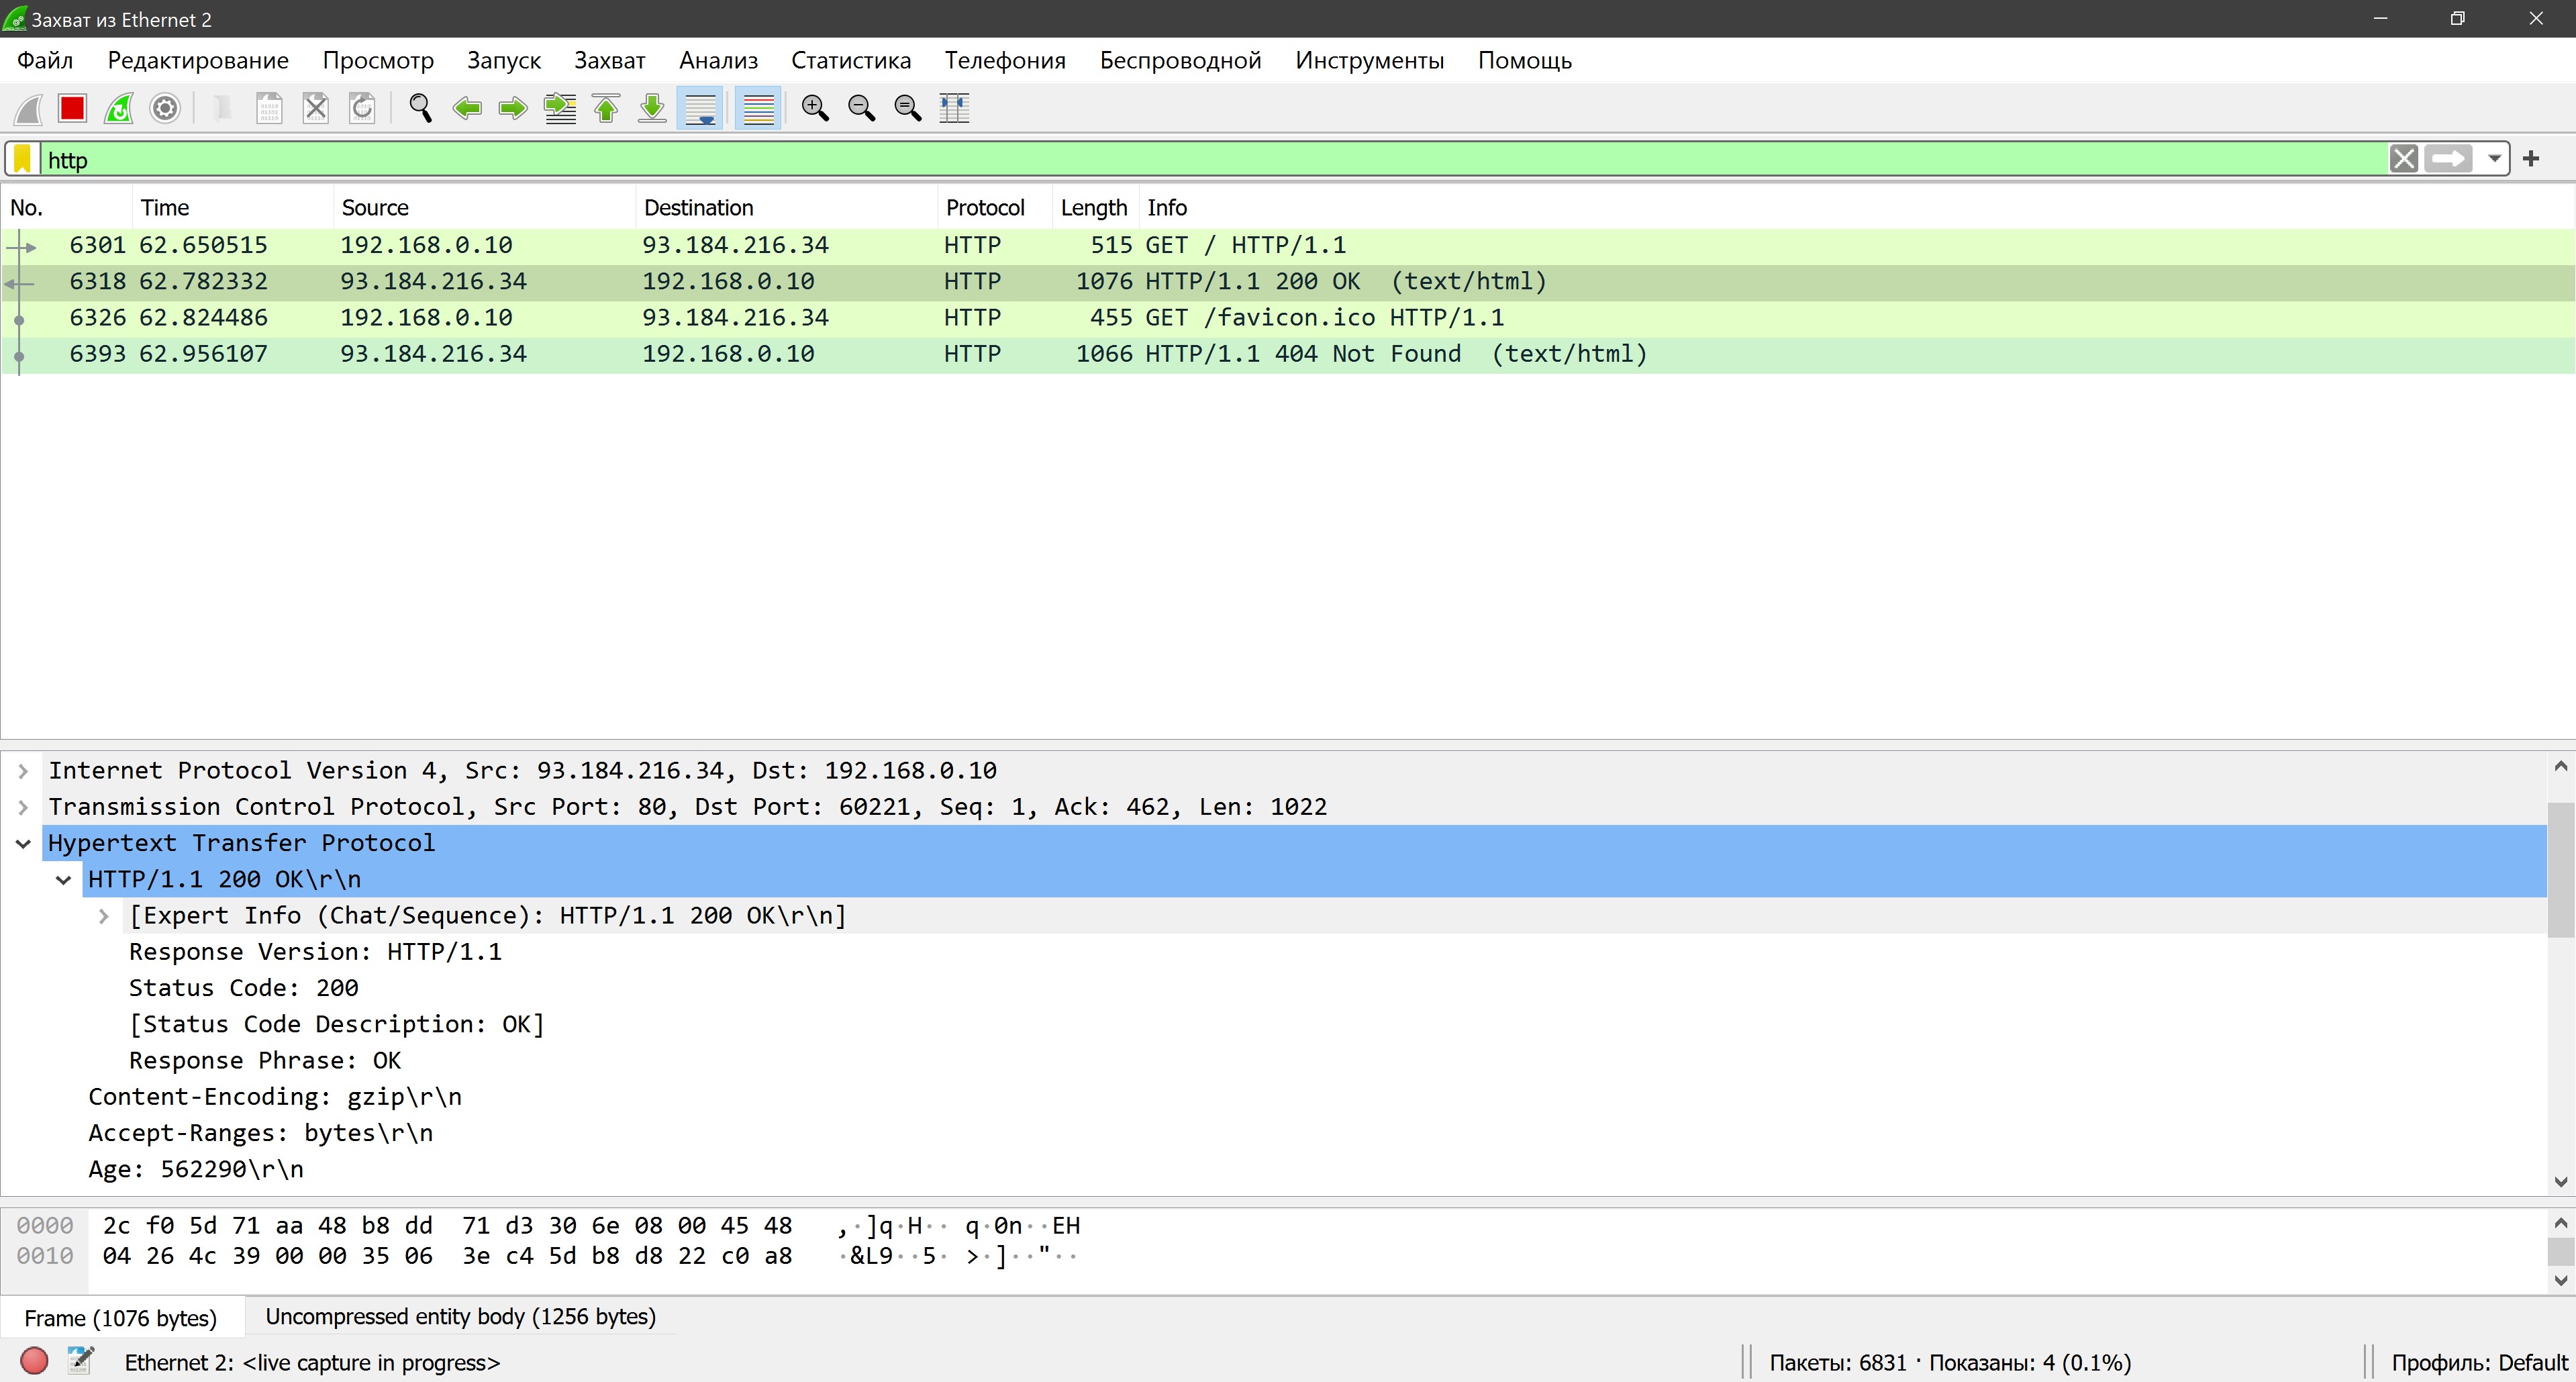 Захват из Ethernet 2
Файл Редактирование Просмотр Запуск Захват Анализ Статистика Телефония Беспроводной Инструменты Помощь
http
No. Time Source Destination Protocol Length Info
6301 62.650515 192.168.0.10 93.184.216.34 HTTP 515 GET / HTTP/1.1
6318 62.782332 93.184.216.34 192.168.0.10 HTTP 1076 HTTP/1.1 200 OK  (text/html)
6326 62.824486 192.168.0.10 93.184.216.34 HTTP 455 GET /favicon.ico HTTP/1.1
6393 62.956107 93.184.216.34 192.168.0.10 HTTP 1066 HTTP/1.1 404 Not Found  (text/html)
Internet Protocol Version 4, Src: 93.184.216.34, Dst: 192.168.0.10
Transmission Control Protocol, Src Port: 80, Dst Port: 60221, Seq: 1, Ack: 462, Len: 1022
Hypertext Transfer Protocol
HTTP/1.1 200 OK\r\n
[Expert Info (Chat/Sequence): HTTP/1.1 200 OK\r\n]
Response Version: HTTP/1.1
Status Code: 200
[Status Code Description: OK]
Response Phrase: OK
Content-Encoding: gzip\r\n
Accept-Ranges: bytes\r\n
Age: 562290\r\n
0000 2c f0 5d 71 aa 48 b8 dd 71 d3 30 6e 08 00 45 48 ,·]q·H·· q·0n··EH
0010 04 26 4c 39 00 00 35 06 3e c4 5d b8 d8 22 c0 a8 ·&L9··5· >·]··"··
Frame (1076 bytes) Uncompressed entity body (1256 bytes)
Ethernet 2: <live capture in progress> Пакеты: 6831 · Показаны: 4 (0.1%) Профиль: Default